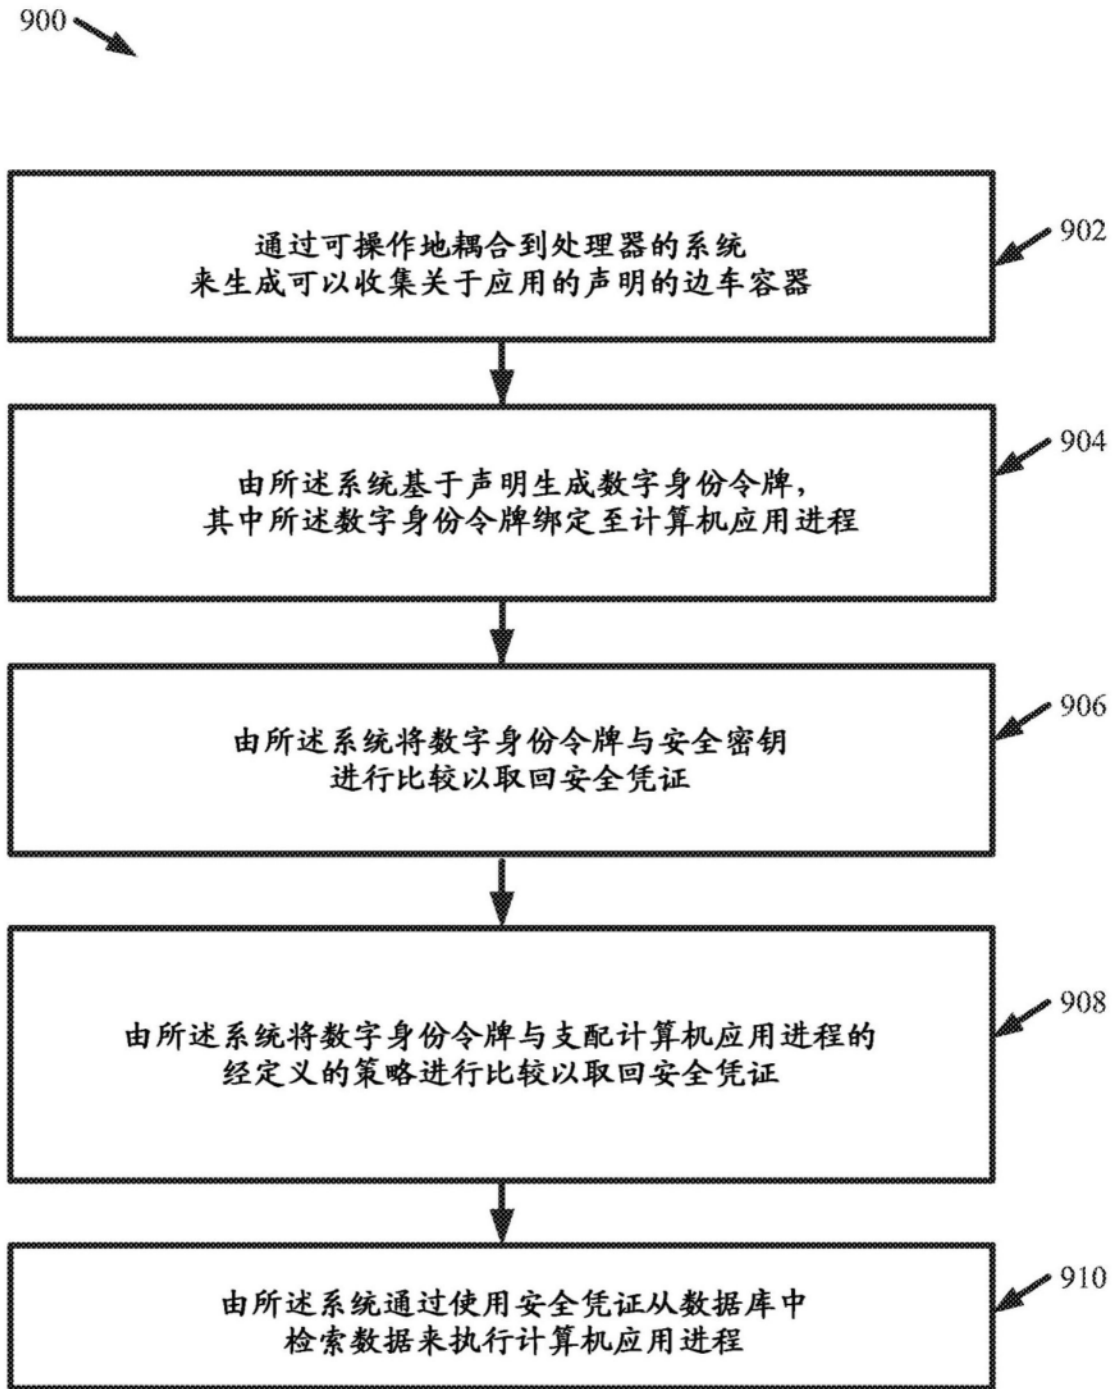 900
通过可操作地耦合到处理器的系统
来生成可以收集关于应用的声明的边车容器
902
由所述系统基于声明生成数字身份令牌,
其中所述数字身份令牌绑定至计算机应用进程
904
由所述系统将数字身份令牌与安全密钥
进行比较以取回安全凭证
906
由所述系统将数字身份令牌与支配计算机应用进程的
经定义的策略进行比较以取回安全凭证
908
由所述系统通过使用安全凭证从数据库中
检索数据来执行计算机应用进程
910